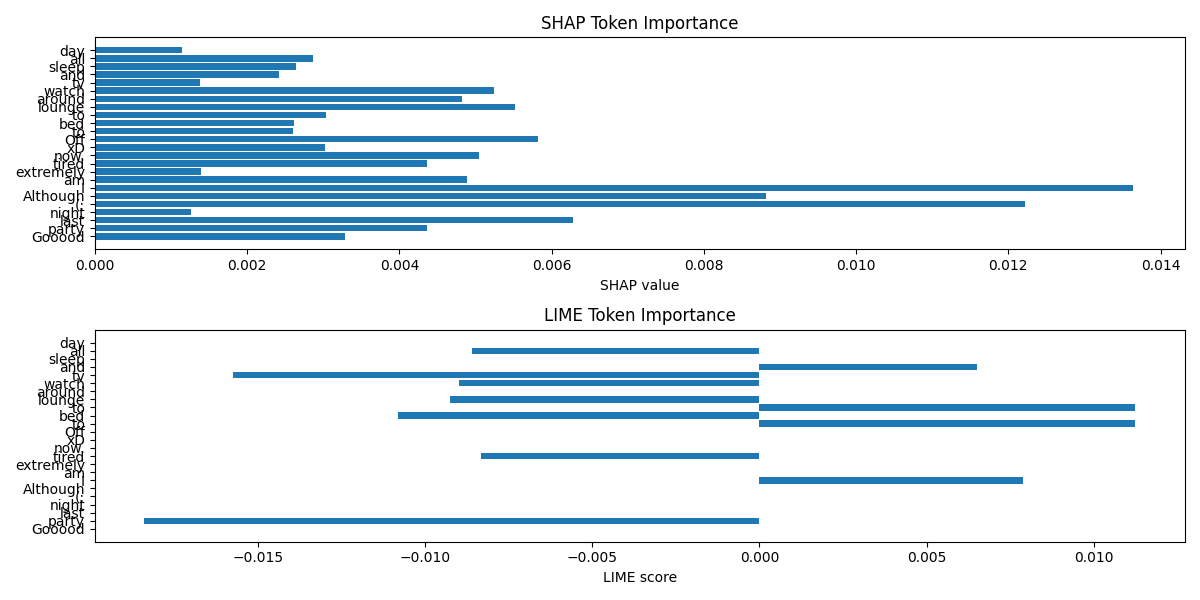 SHAP Token Importance
day
all
sleep
and
tv
watch
around
lounge
to
bed
to
Off
xD
now,
tired
extremely
am
I
Although
night
last
party
Gooood
0.000 0.002 0.004 0.006 0.008 0.010 0.012 0.014
SHAP value
LIME Token Importance
day
all
sleep
and
tv
watch
around
lounge
to
bed
to
Off
xD
now,
tired
extremely
am
I
Although
night
last
party
Gooood
−0.015 −0.010 −0.005 0.000 0.005 0.010
LIME score